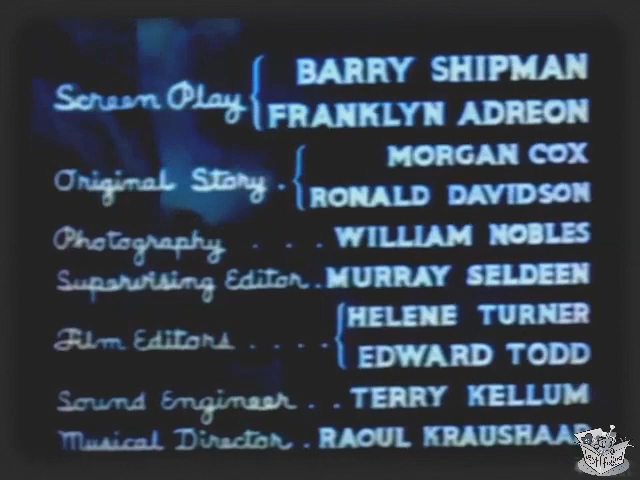 Screen Play { BARRY SHIPMAN
FRANKLYN ADREON
Original Story . { MORGAN COX
RONALD DAVIDSON
Photography . . . WILLIAM NOBLES
Supervising Editor . MURRAY SELDEEN
Film Editors . . . . { HELENE TURNER
EDWARD TODD
Sound Engineer . . TERRY KELLUM
Musical Director . RAOUL KRAUSHAAR